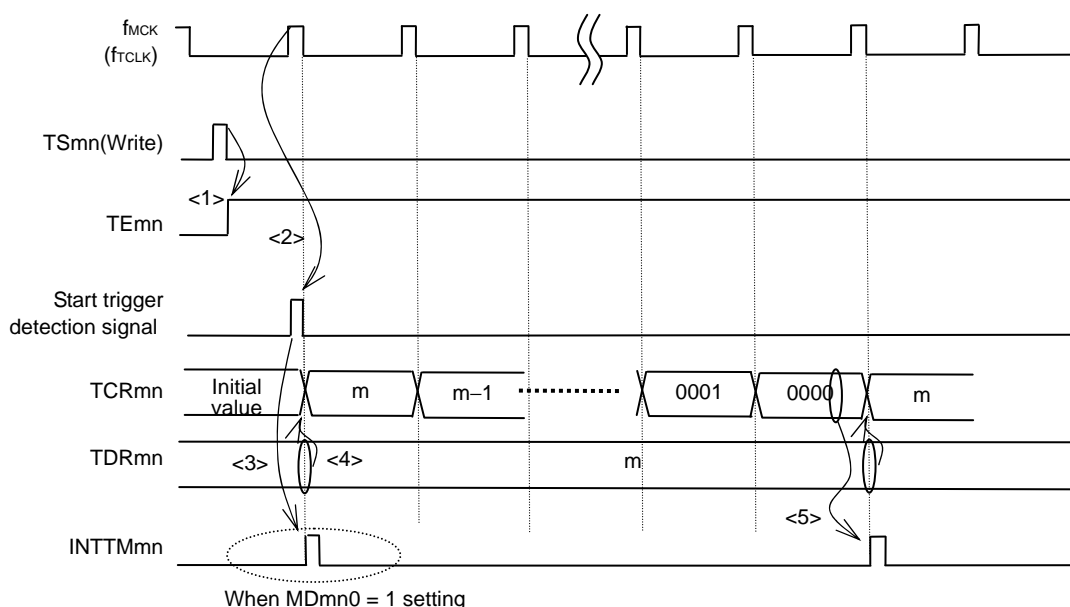 fMCK
(fTCLK)
TSmn(Write)
<1>
TEmn
<2>
Start trigger
detection signal
TCRmn
Initial
value
m
m−1
0001
0000
m
TDRmn
<3>
<4>
m
<5>
INTTMmn
When MDmn0 = 1 setting